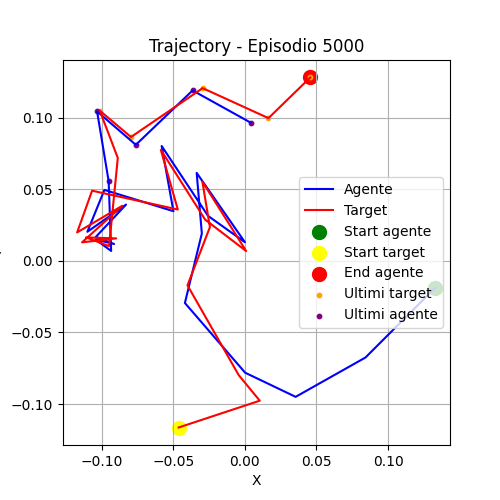 Trajectory - Episodio 5000
0.10
0.05
0.00
−0.05
−0.10
−0.10
−0.05
0.00
0.05
0.10
X
Agente
Target
Start agente
Start target
End agente
Ultimi target
Ultimi agente